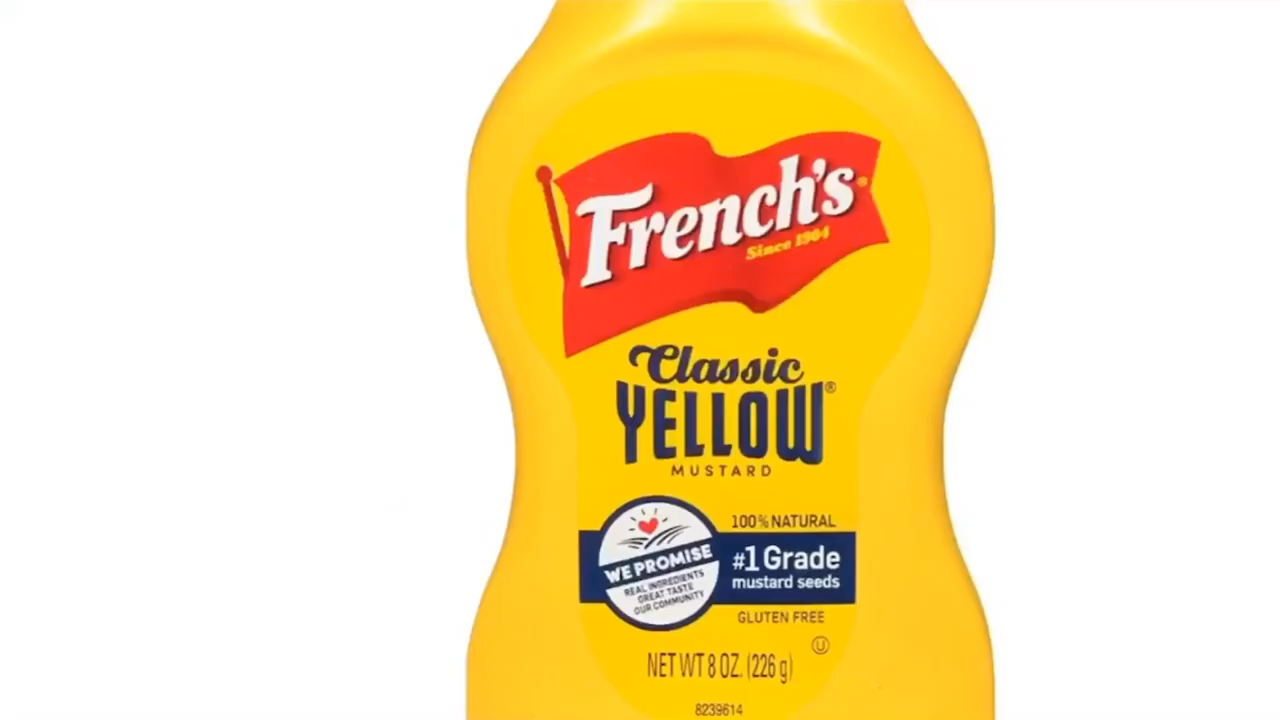 French's®
Since 1904
Classic
YELLOW®
MUSTARD
WE PROMISE
REAL INGREDIENTS
GREAT TASTE
OUR COMMUNITY
100% NATURAL
#1 Grade
mustard seeds
GLUTEN FREE
U
NET WT 8 OZ. (226 g)
8239614